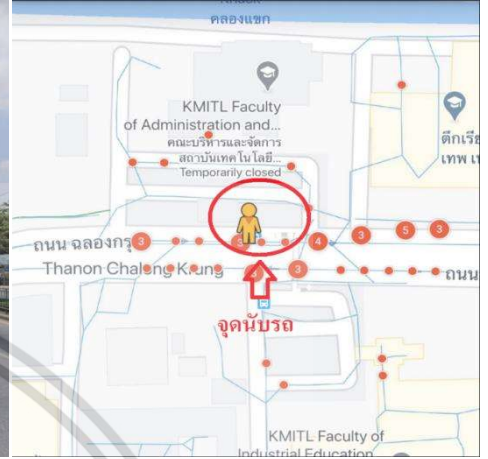 คลองแขก
KMITL Faculty
of Administration and...
คณะบริหารและจัดการ
สถาบันเทคโนโลยี...
Temporarily closed
ตึกเรีย
เทพ เ
ถนน ฉลองกรุ
3
3
4
3
5
3
Thanon Chalong Krung
3
3
ถนน
จุดนับรถ
KMITL Faculty of
Industrial Education